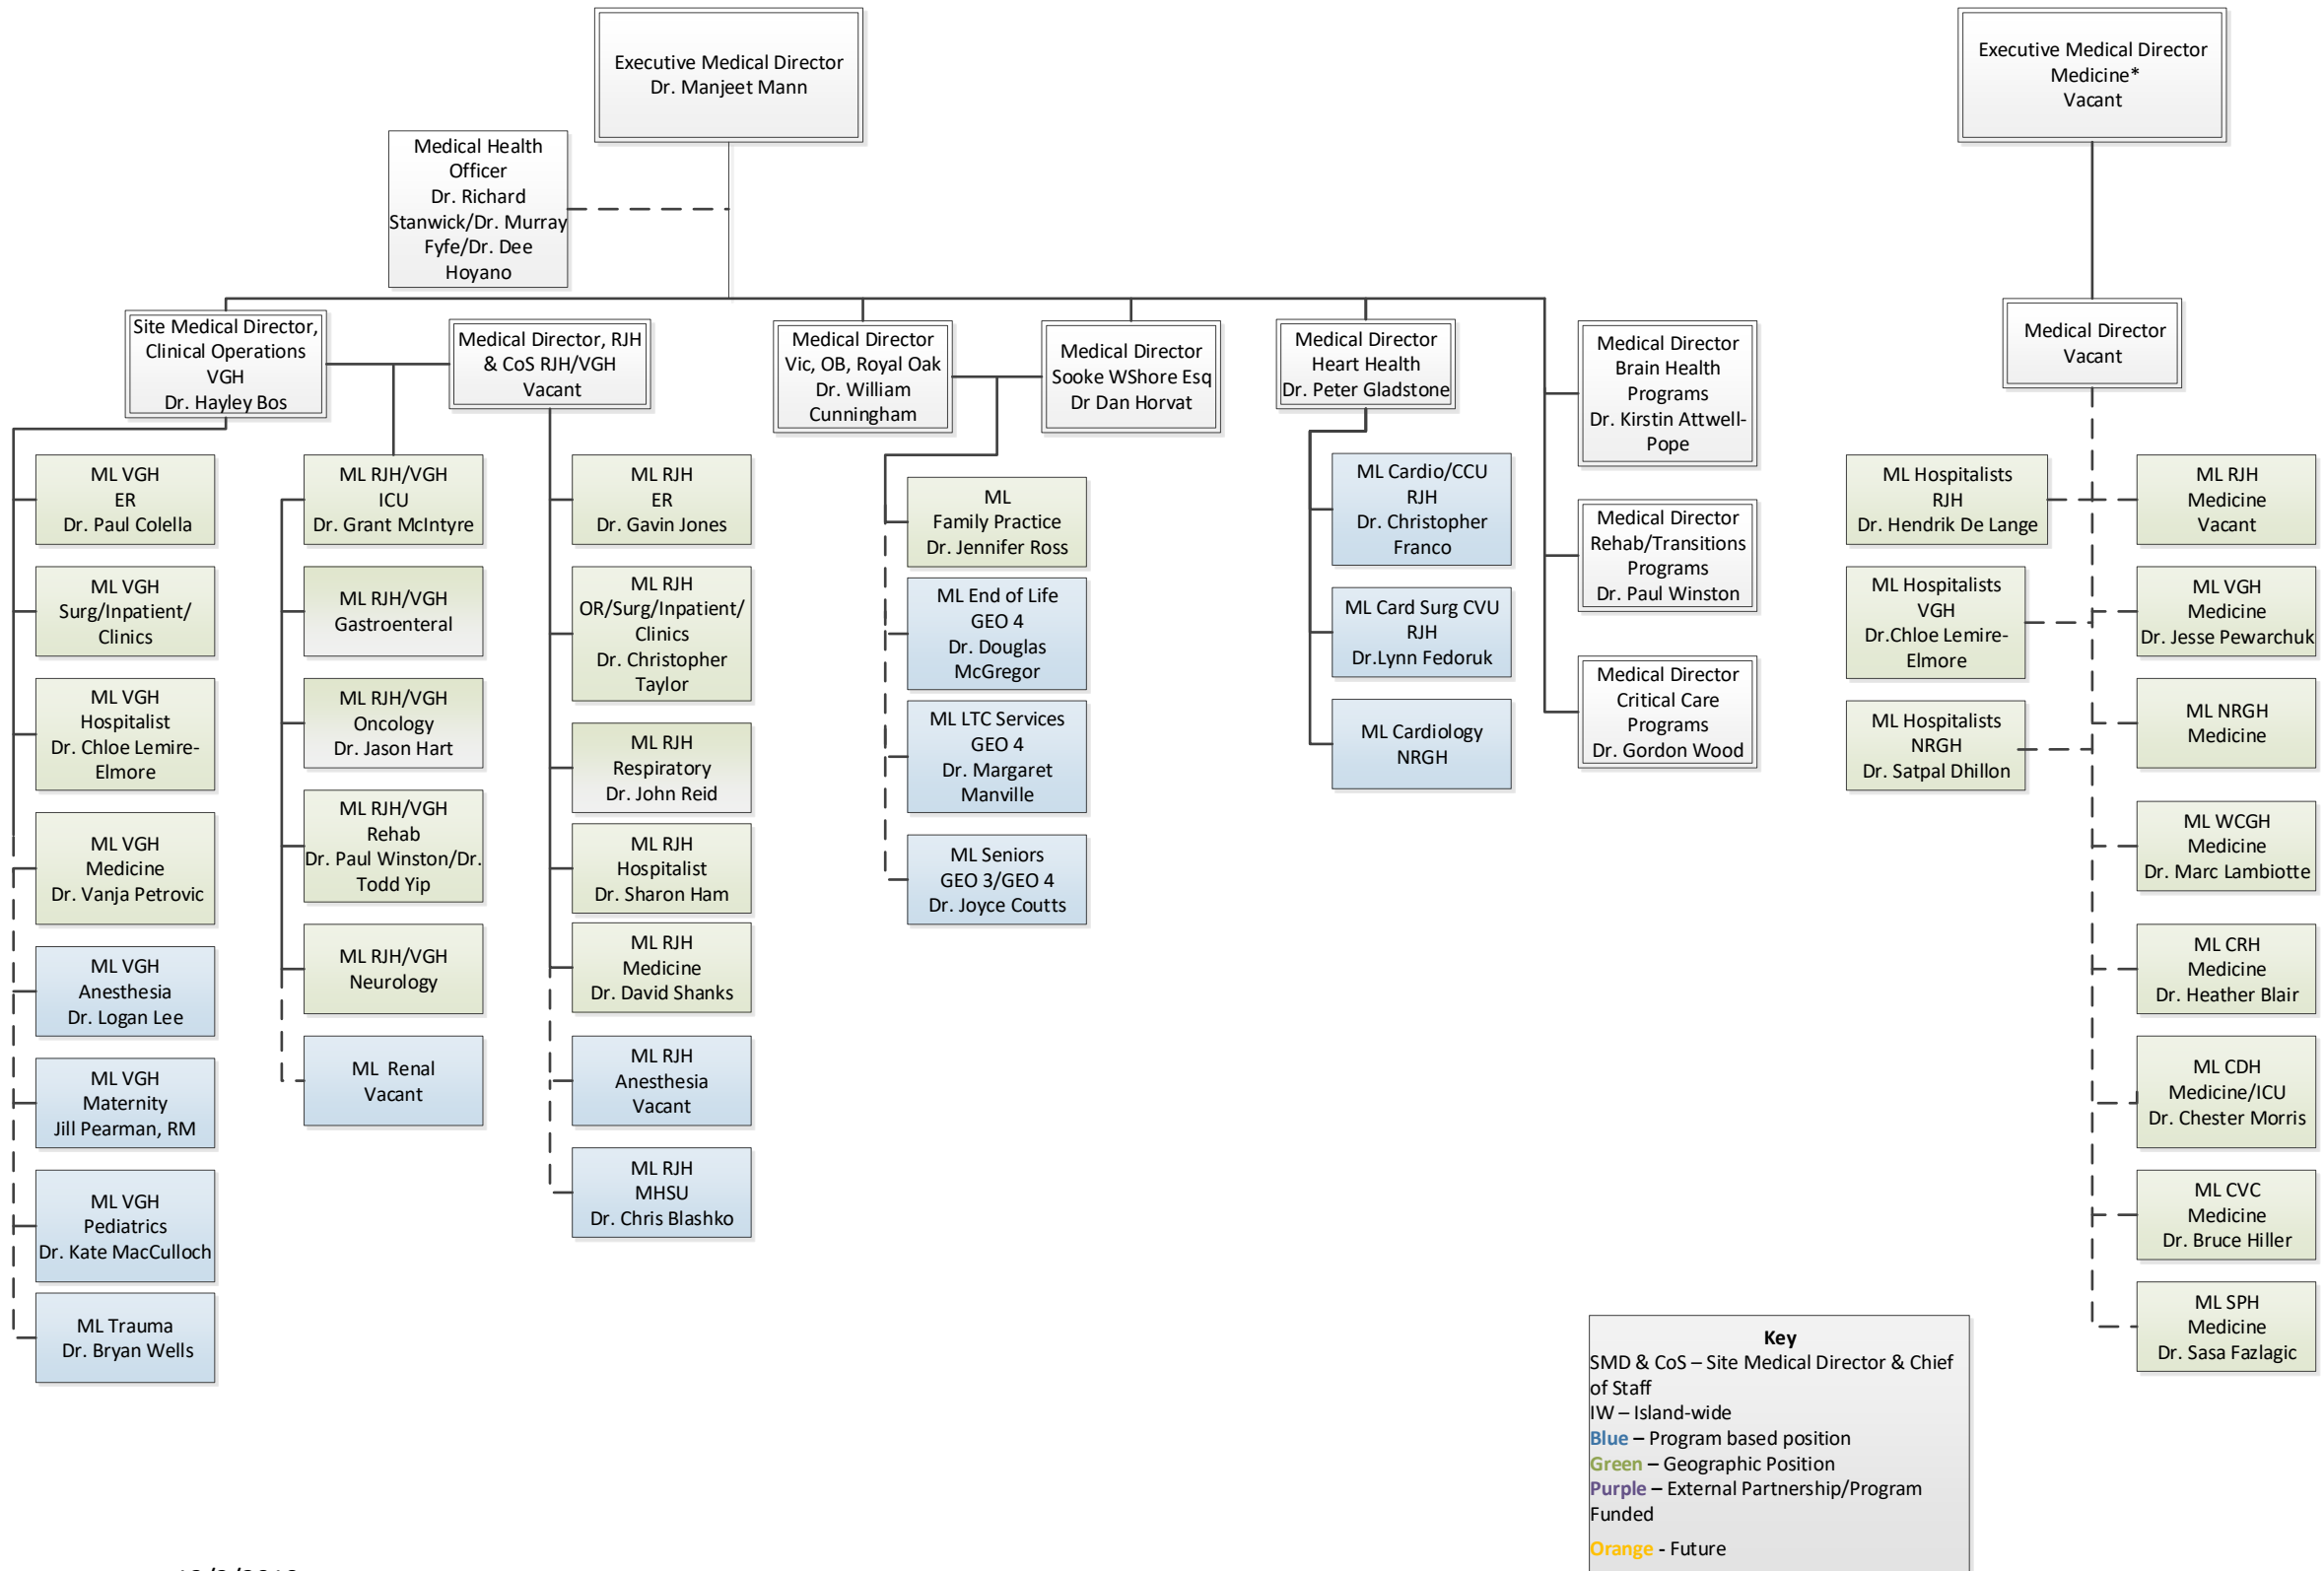 Executive Medical Director
Dr. Manjeet Mann
Executive Medical Director
Medicine*
Vacant
Medical Health
Officer
Dr. Richard
Stanwick/Dr. Murray
Fyfe/Dr. Dee
Hoyano
Site Medical Director,
Clinical Operations
VGH
Dr. Hayley Bos
Medical Director, RJH
& CoS RJH/VGH
Vacant
Medical Director
Vic, OB, Royal Oak
Dr. William
Cunningham
Medical Director
Sooke WShore Esq
Dr Dan Horvat
Medical Director
Heart Health
Dr. Peter Gladstone
Medical Director
Brain Health
Programs
Dr. Kirstin Attwell-
Pope
Medical Director
Rehab/Transitions
Programs
Dr. Paul Winston
Medical Director
Critical Care
Programs
Dr. Gordon Wood
Medical Director
Vacant
ML VGH
ER
Dr. Paul Colella
ML VGH
Surg/Inpatient/
Clinics
ML VGH
Hospitalist
Dr. Chloe Lemire-
Elmore
ML VGH
Medicine
Dr. Vanja Petrovic
ML VGH
Anesthesia
Dr. Logan Lee
ML VGH
Maternity
Jill Pearman, RM
ML VGH
Pediatrics
Dr. Kate MacCulloch
ML Trauma
Dr. Bryan Wells
ML RJH/VGH
ICU
Dr. Grant McIntyre
ML RJH/VGH
Gastroenteral
ML RJH/VGH
Oncology
Dr. Jason Hart
ML RJH/VGH
Rehab
Dr. Paul Winston/Dr.
Todd Yip
ML RJH/VGH
Neurology
ML Renal
Vacant
ML RJH
ER
Dr. Gavin Jones
ML RJH
OR/Surg/Inpatient/
Clinics
Dr. Christopher
Taylor
ML RJH
Respiratory
Dr. John Reid
ML RJH
Hospitalist
Dr. Sharon Ham
ML RJH
Medicine
Dr. David Shanks
ML RJH
Anesthesia
Vacant
ML RJH
MHSU
Dr. Chris Blashko
ML
Family Practice
Dr. Jennifer Ross
ML End of Life
GEO 4
Dr. Douglas
McGregor
ML LTC Services
GEO 4
Dr. Margaret
Manville
ML Seniors
GEO 3/GEO 4
Dr. Joyce Coutts
ML Cardio/CCU
RJH
Dr. Christopher
Franco
ML Card Surg CVU
RJH
Dr.Lynn Fedoruk
ML Cardiology
NRGH
ML Hospitalists
RJH
Dr. Hendrik De Lange
ML Hospitalists
VGH
Dr.Chloe Lemire-
Elmore
ML Hospitalists
NRGH
Dr. Satpal Dhillon
ML RJH
Medicine
Vacant
ML VGH
Medicine
Dr. Jesse Pewarchuk
ML NRGH
Medicine
ML WCGH
Medicine
Dr. Marc Lambiotte
ML CRH
Medicine
Dr. Heather Blair
ML CDH
Medicine/ICU
Dr. Chester Morris
ML CVC
Medicine
Dr. Bruce Hiller
ML SPH
Medicine
Dr. Sasa Fazlagic
Key
SMD & CoS – Site Medical Director & Chief
of Staff
IW – Island-wide
Blue – Program based position
Green – Geographic Position
Purple – External Partnership/Program
Funded
Orange - Future